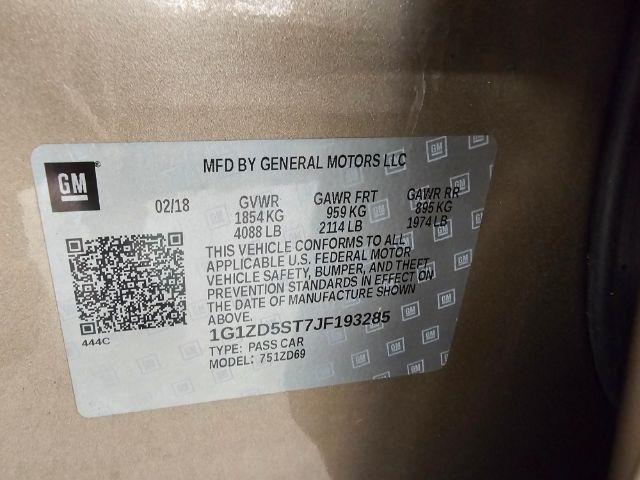 GM
MFD BY GENERAL MOTORS LLC
02/18 GVWR GAWR FRT GAWR RR
1854 KG 959 KG 895 KG
4088 LB 2114 LB 1974 LB
THIS VEHICLE CONFORMS TO ALL
APPLICABLE U.S. FEDERAL MOTOR
VEHICLE SAFETY, BUMPER, AND THEFT
PREVENTION STANDARDS IN EFFECT ON
THE DATE OF MANUFACTURE SHOWN
ABOVE.
444C
1G1ZD5ST7JF193285
TYPE: PASS CAR
MODEL: 751ZD69